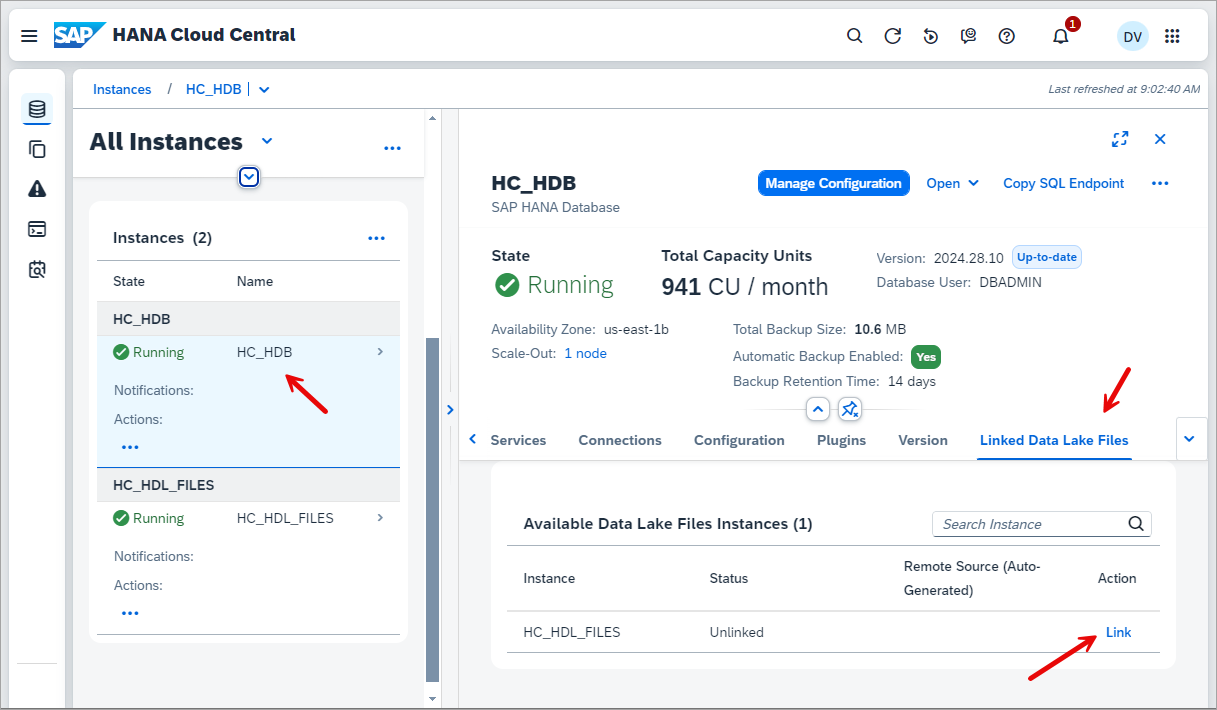 SAP HANA Cloud Central
1
DV
Instances / HC_HDB
Last refreshed at 9:02:40 AM
All Instances
Instances (2)
State Name
HC_HDB
Running HC_HDB
Notifications:
Actions:
HC_HDL_FILES
Running HC_HDL_FILES
Notifications:
Actions:
HC_HDB
Manage Configuration Open Copy SQL Endpoint
SAP HANA Database
State
Running
Total Capacity Units
941 CU / month
Version: 2024.28.10 Up-to-date
Database User: DBADMIN
Availability Zone: us-east-1b
Scale-Out: 1 node
Total Backup Size: 10.6 MB
Automatic Backup Enabled: Yes
Backup Retention Time: 14 days
Services Connections Configuration Plugins Version Linked Data Lake Files
Available Data Lake Files Instances (1)
Search Instance
Instance Status Remote Source (Auto-
Generated) Action
HC_HDL_FILES Unlinked Link